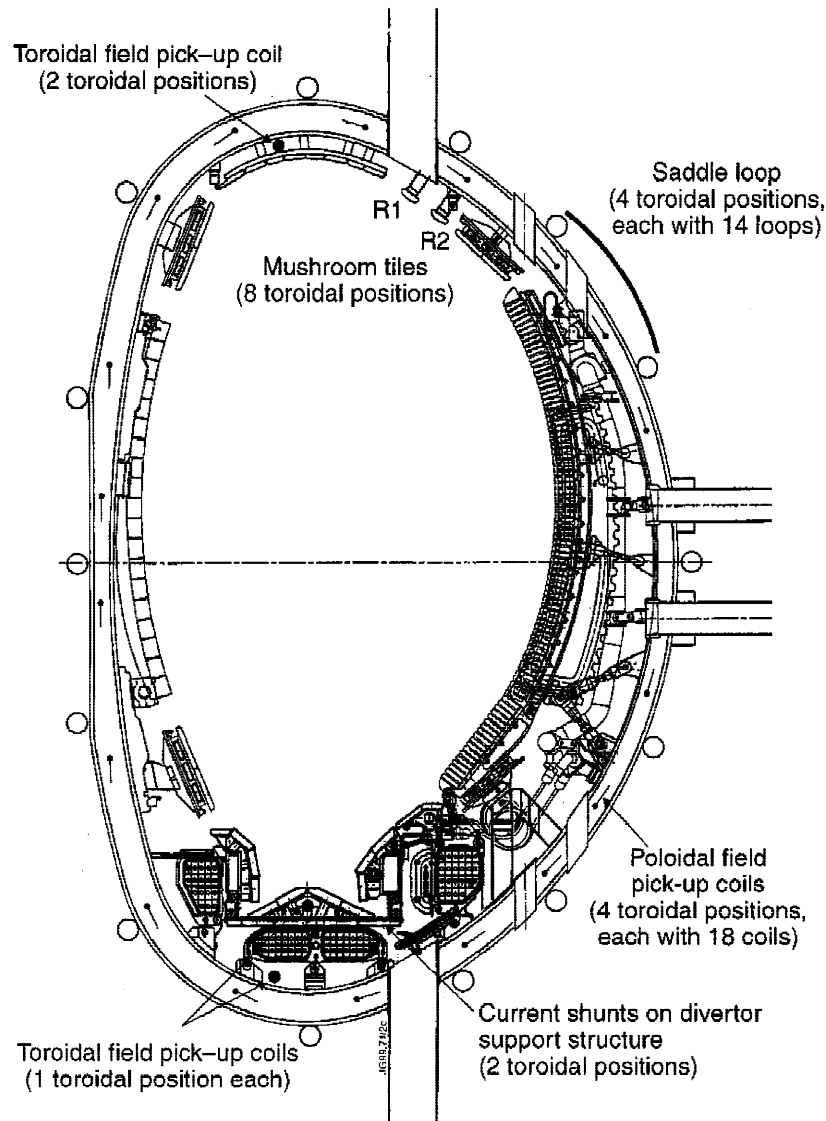 Toroidal field pick–up coil
(2 toroidal positions)
R1
R2
Saddle loop
(4 toroidal positions,
each with 14 loops)
Mushroom tiles
(8 toroidal positions)
Poloidal field
pick-up coils
(4 toroidal positions,
each with 18 coils)
Current shunts on divertor
support structure
(2 toroidal positions)
Toroidal field pick–up coils
(1 toroidal position each)